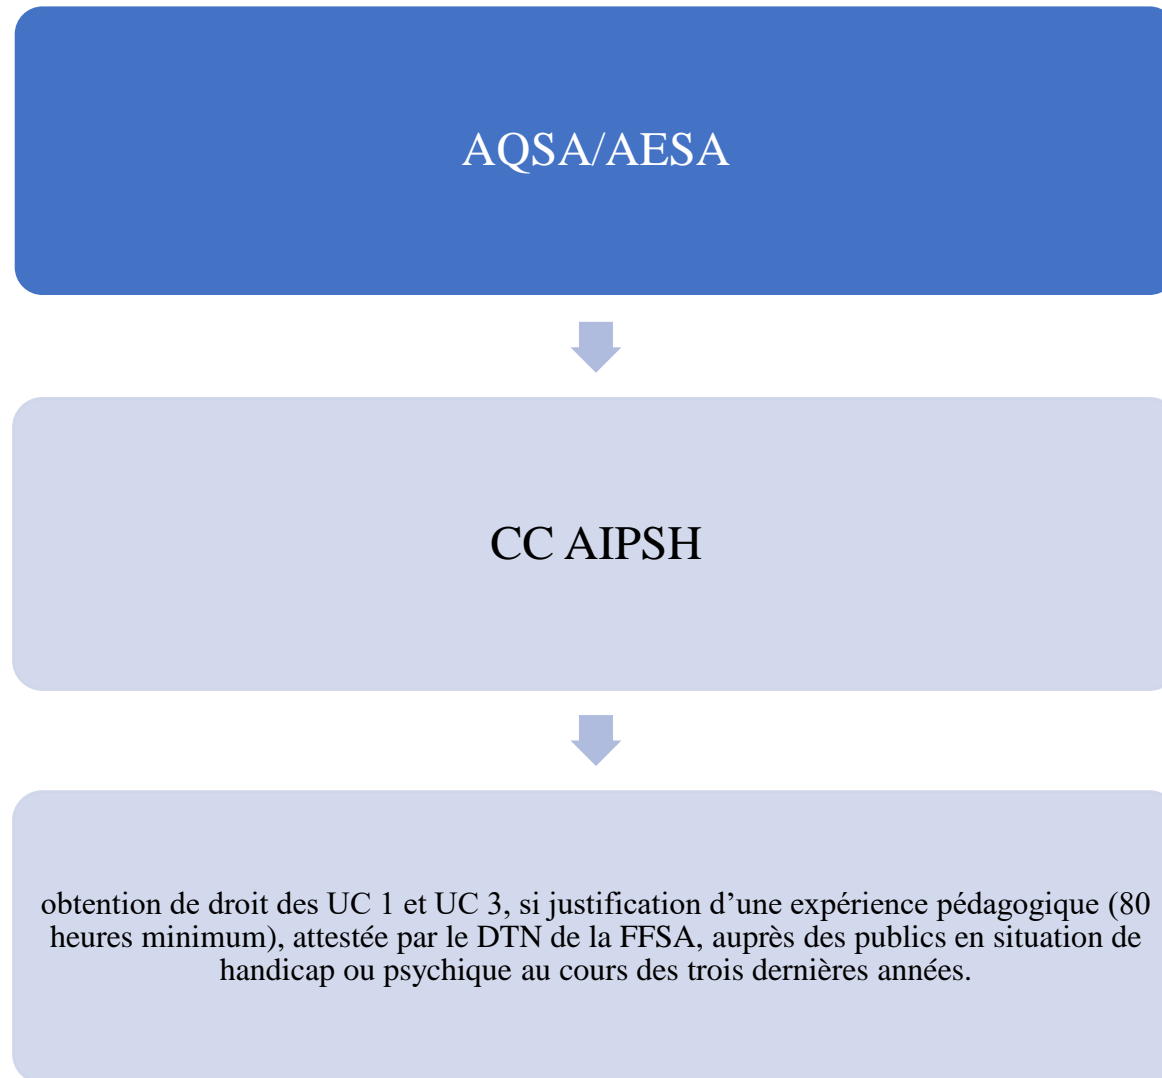 AQSA/AESA
CC AIPSH
obtention de droit des UC 1 et UC 3, si justification d’une expérience pédagogique (80
heures minimum), attestée par le DTN de la FFSA, auprès des publics en situation de
handicap ou psychique au cours des trois dernières années.